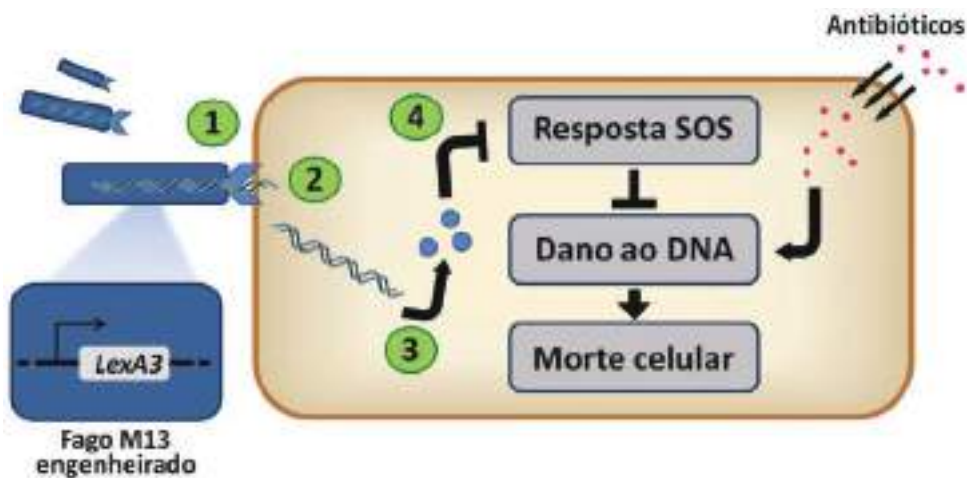 Antibióticos
1
4
Resposta SOS
2
Dano ao DNA
3
LexA3
Morte celular
Fago M13
engenheirado